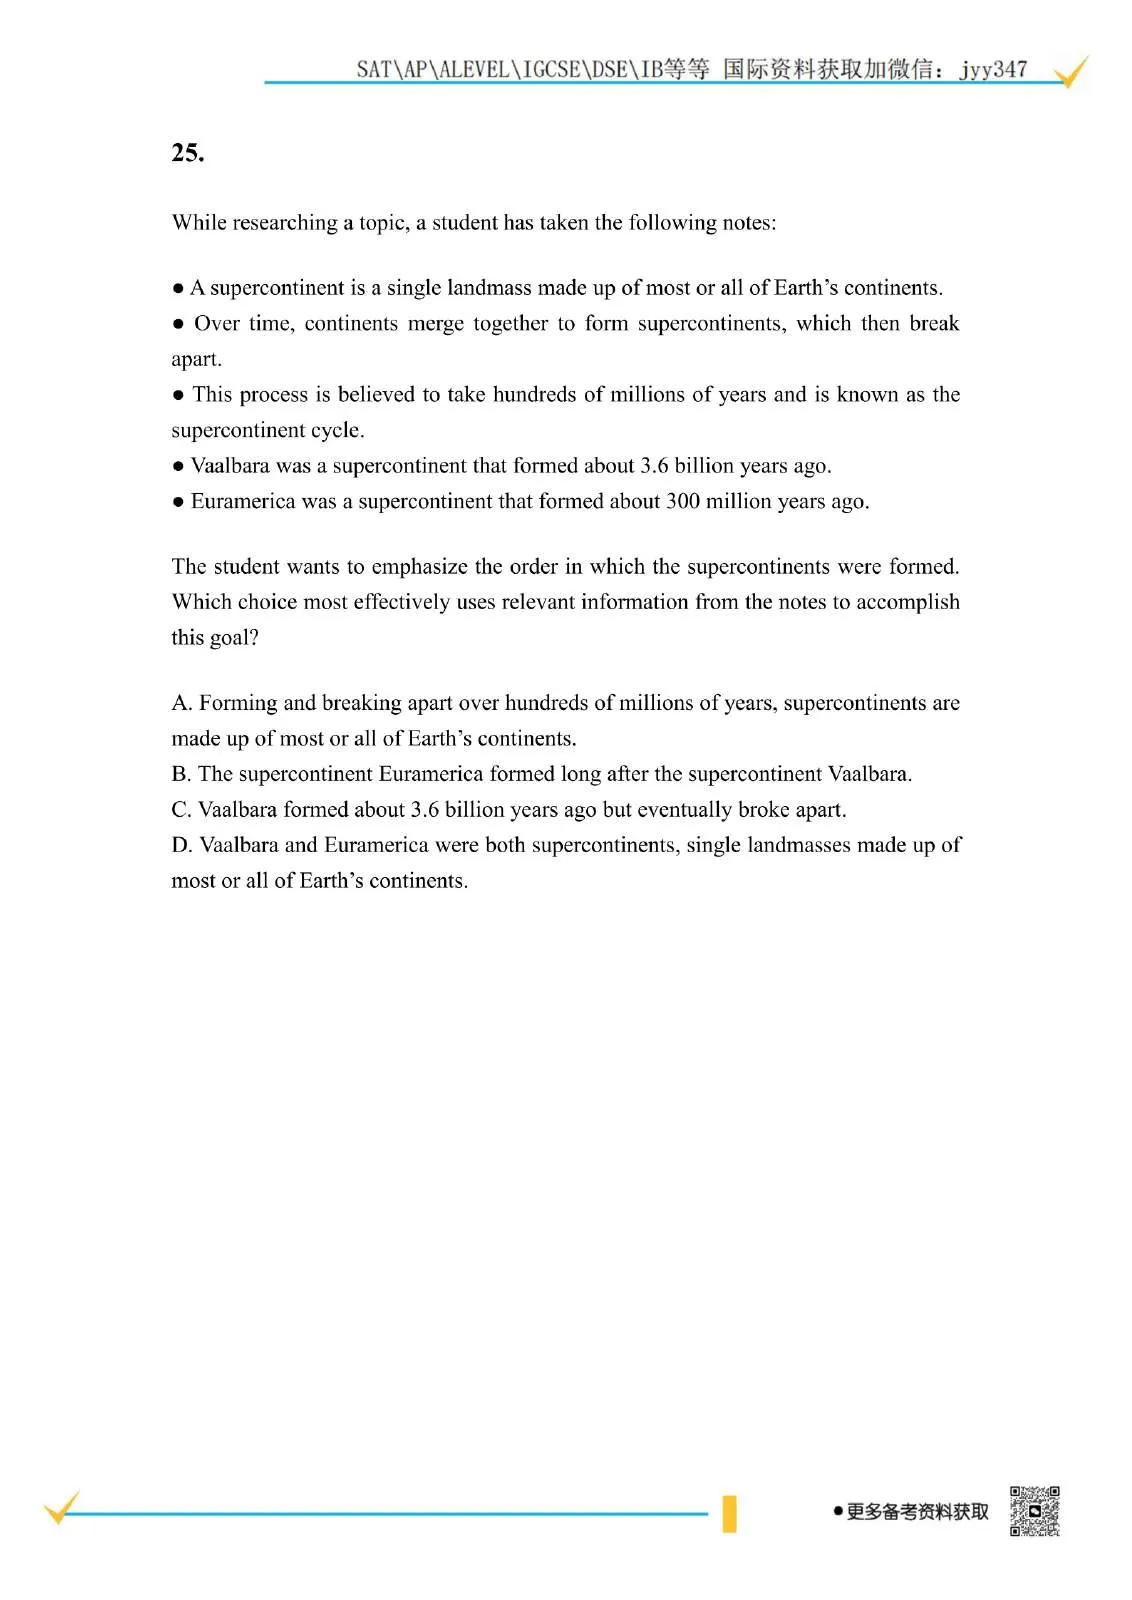 SAT\AP\ALEVEL\IGCSE\DSE\IB等等 国际资料获取加微信：jyy347
25.
While researching a topic, a student has taken the following notes:
● A supercontinent is a single landmass made up of most or all of Earth’s continents.
● Over time, continents merge together to form supercontinents, which then break
apart.
● This process is believed to take hundreds of millions of years and is known as the
supercontinent cycle.
● Vaalbara was a supercontinent that formed about 3.6 billion years ago.
● Euramerica was a supercontinent that formed about 300 million years ago.
The student wants to emphasize the order in which the supercontinents were formed.
Which choice most effectively uses relevant information from the notes to accomplish
this goal?
A. Forming and breaking apart over hundreds of millions of years, supercontinents are
made up of most or all of Earth’s continents.
B. The supercontinent Euramerica formed long after the supercontinent Vaalbara.
C. Vaalbara formed about 3.6 billion years ago but eventually broke apart.
D. Vaalbara and Euramerica were both supercontinents, single landmasses made up of
most or all of Earth’s continents.
●更多备考资料获取